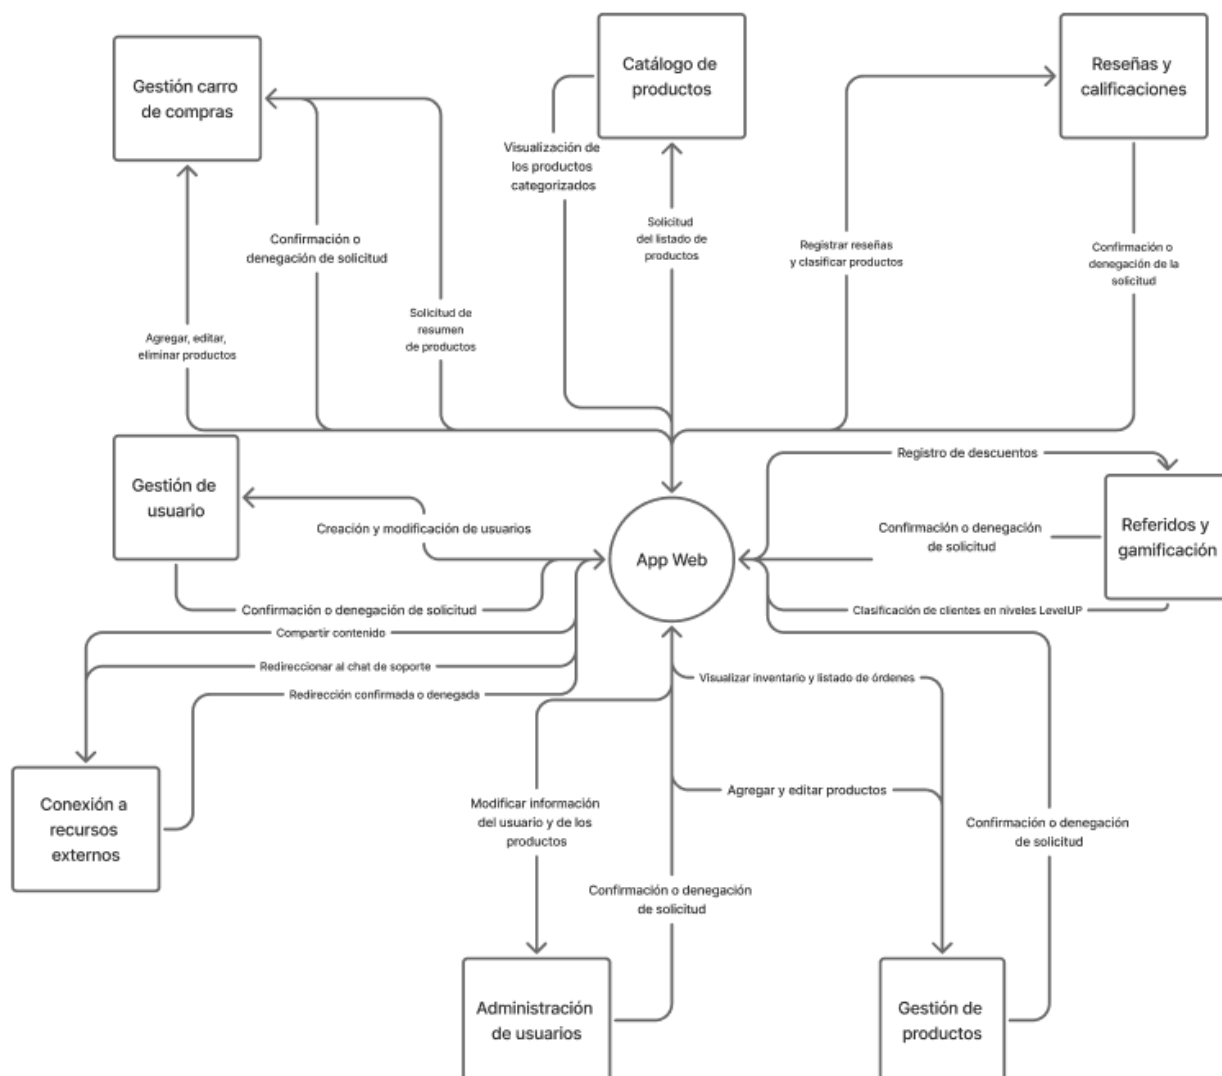 Gestión carro
de compras
Catálogo de
productos
Reseñas y
calificaciones
Visualización de
los productos
categorizados
Solicitud
del listado de
productos
Confirmación o
denegación de solicitud
Registrar reseñas
y clasificar productos
Confirmación o
denegación de la
solicitud
Solicitud de
resumen
de productos
Agregar, editar,
eliminar productos
Gestión de
usuario
Registro de descuentos
Creación y modificación de usuarios
App Web
Confirmación o denegación
de solicitud
Referidos y
gamificación
Confirmación o denegación de solicitud
Clasificación de clientes en niveles LevelUP
Compartir contenido
Redireccionar al chat de soporte
Visualizar inventario y listado de órdenes
Redirección confirmada o denegada
Conexión a
recursos
externos
Modificar información
del usuario y de los
productos
Agregar y editar productos
Confirmación o denegación
de solicitud
Confirmación o denegación
de solicitud
Administración
de usuarios
Gestión de
productos